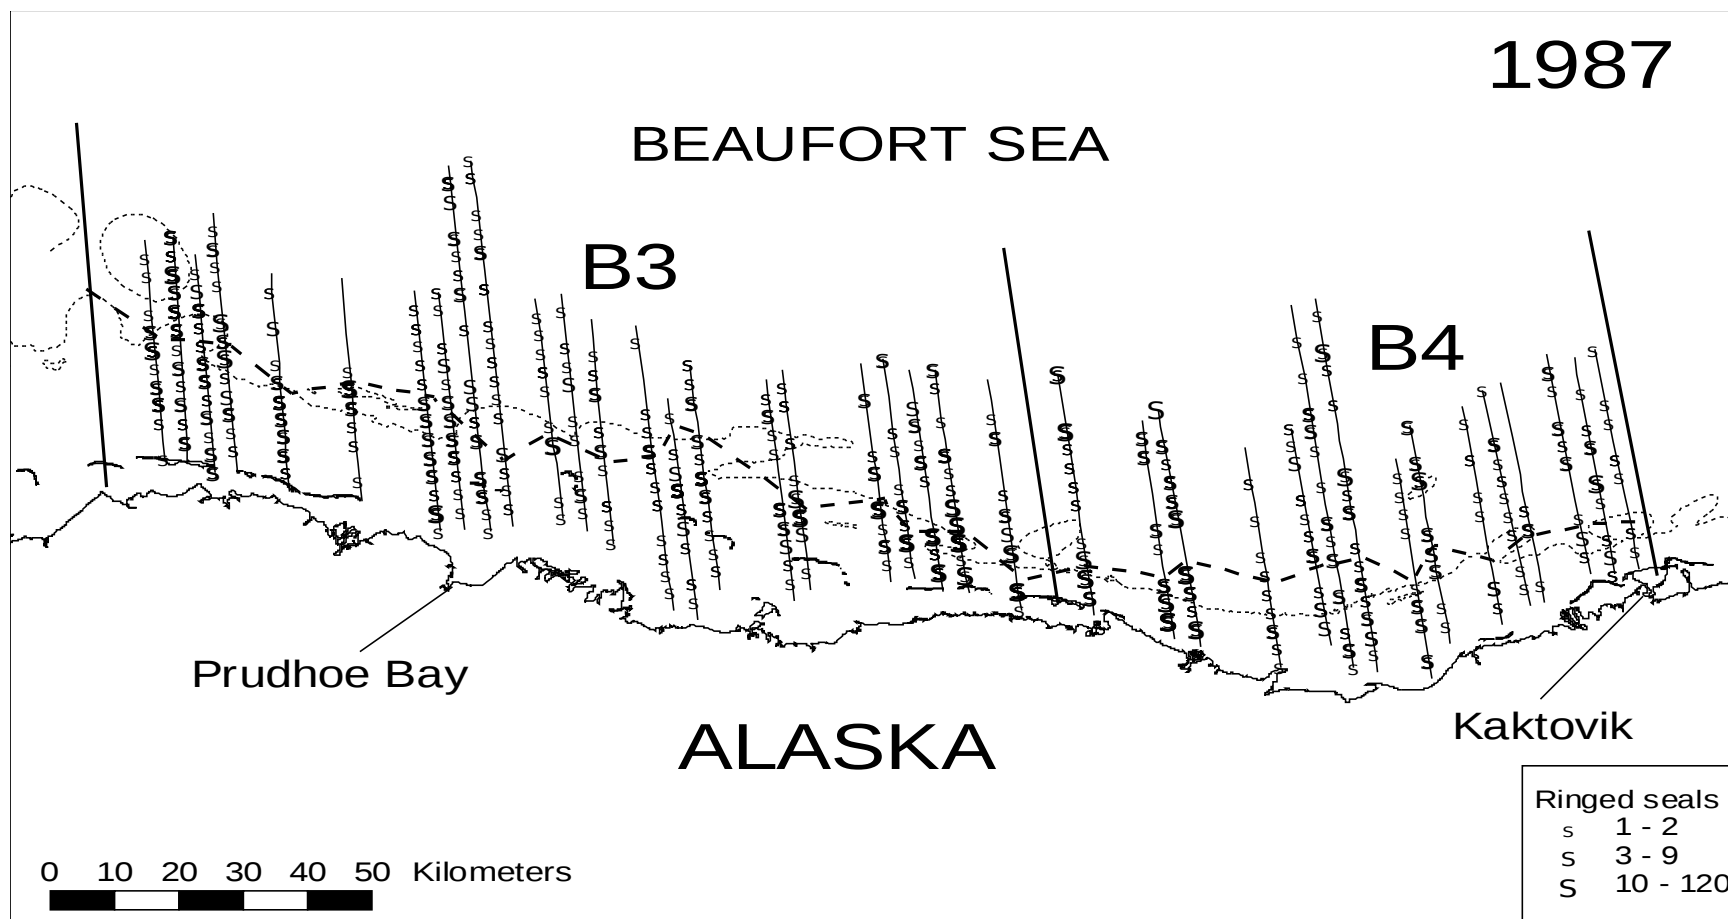 1987
BEAUFORT SEA
B3
B4
Prudhoe Bay
ALASKA
Kaktovik
Ringed seals
s 1 - 2
s 3 - 9
s 10 - 120
0 10 20 30 40 50 Kilometers